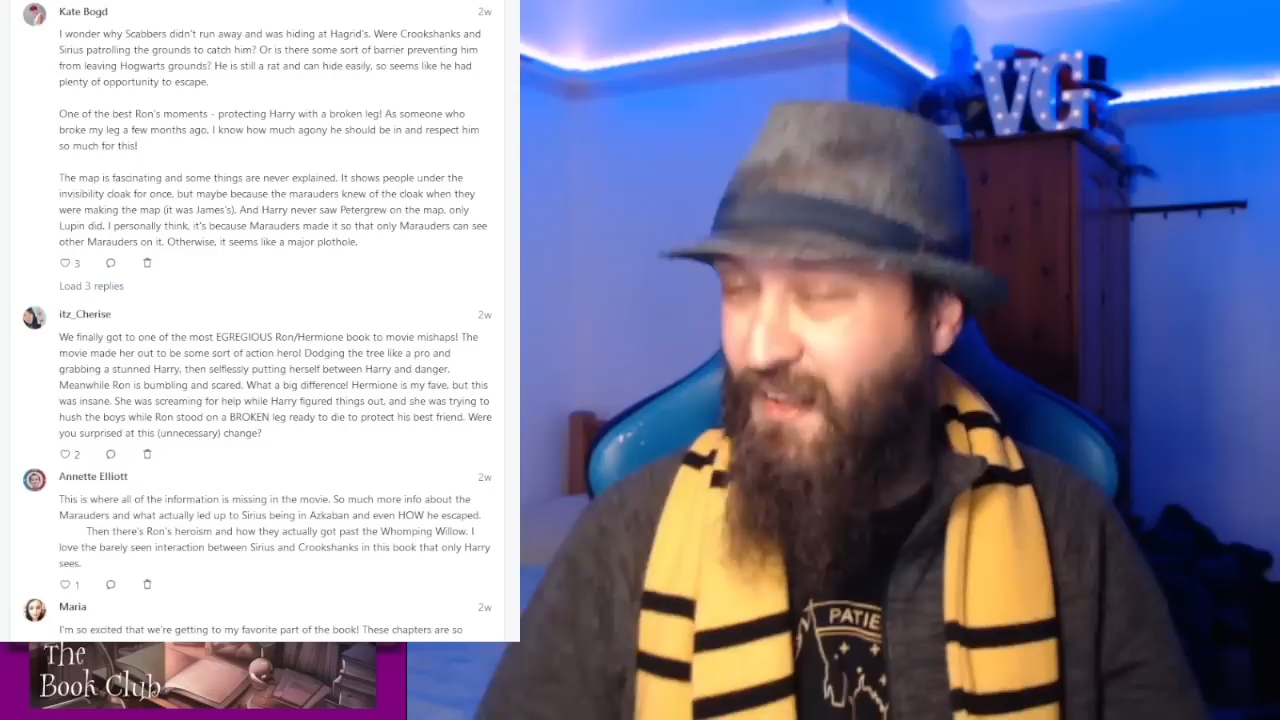 Kate Bogd 2w
I wonder why Scabbers didn't run away and was hiding at Hagrid's. Were Crookshanks and
Sirius patrolling the grounds to catch him? Or is there some sort of barrier preventing him
from leaving Hogwarts grounds? He is still a rat and can hide easily, so seems like he had
plenty of opportunity to escape.
One of the best Ron's moments - protecting Harry with a broken leg! As someone who
broke my leg a few months ago, I know how much agony he should be in and respect him
so much for this!
The map is fascinating and some things are never explained. It shows people under the
invisibility cloak for once, but maybe because the marauders knew of the cloak when they
were making the map (it was James's). And Harry never saw Petergrew on the map, only
Lupin did. I personally think, it's because Marauders made it so that only Marauders can see
other Marauders on it. Otherwise, it seems like a major plothole.
3
Load 3 replies
itz_Cherise 2w
We finally got to one of the most EGREGIOUS Ron/Hermione book to movie mishaps! The
movie made her out to be some sort of action hero! Dodging the tree like a pro and
grabbing a stunned Harry, then selflessly putting herself between Harry and danger.
Meanwhile Ron is bumbling and scared. What a big difference! Hermione is my fave, but this
was insane. She was screaming for help while Harry figured things out, and she was trying to
hush the boys while Ron stood on a BROKEN leg ready to die to protect his best friend. Were
you surprised at this (unnecessary) change?
2
Annette Elliott 2w
This is where all of the information is missing in the movie. So much more info about the
Marauders and what actually led up to Sirius being in Azkaban and even HOW he escaped.
Then there's Ron's heroism and how they actually got past the Whomping Willow. I
love the barely seen interaction between Sirius and Crookshanks in this book that only Harry
sees.
1
Maria 2w
I'm so excited that we're getting to my favorite part of the book! These chapters are so
The
Book Club
VG
PATIE